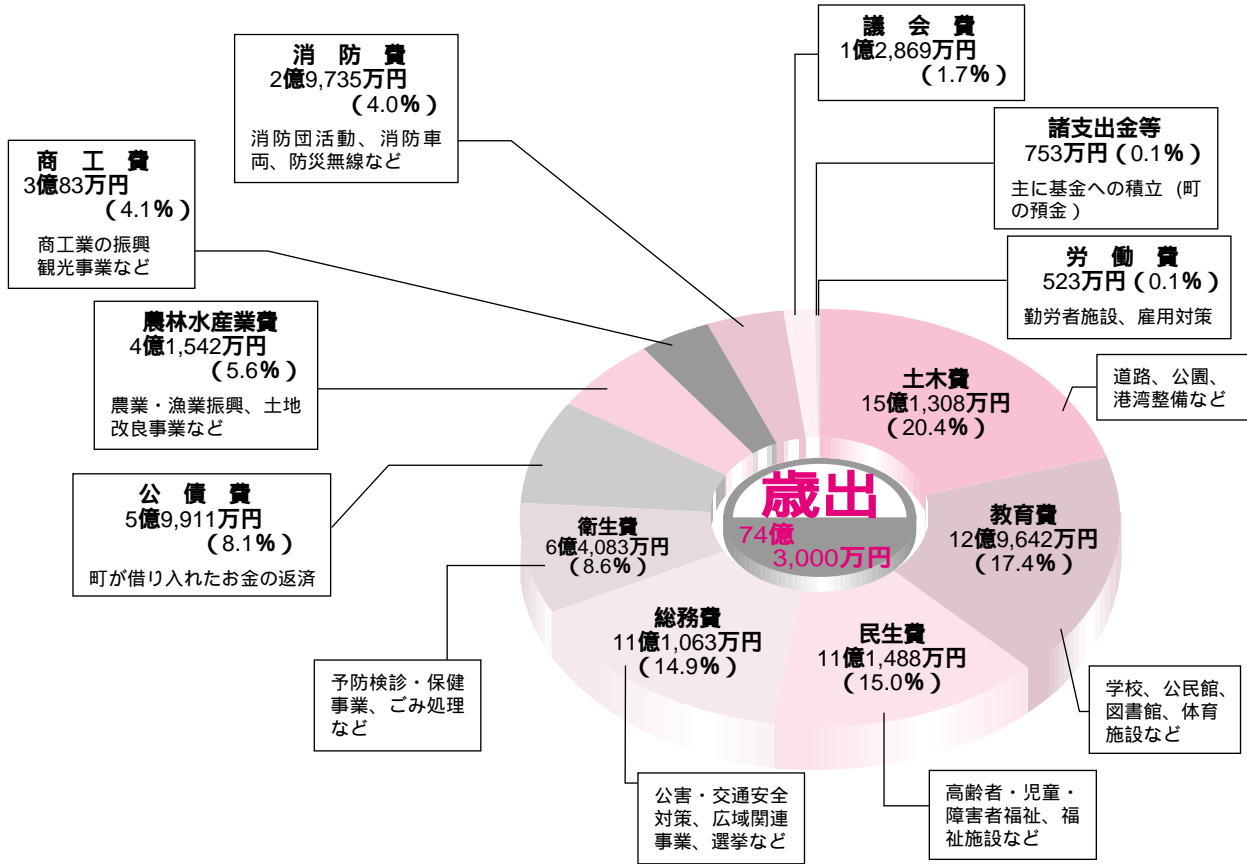 議会費
1億2,869万円
(1.7%)
諸支出金等
753万円(0.1%)
主に基金への積立(町
の預金)
労働費
523万円(0.1%)
勤労者施設、雇用対策
土木費
15億1,308万円
(20.4%)
道路、公園、
港湾整備など
教育費
12億9,642万円
(17.4%)
学校、公民館、
図書館、体育
施設など
民生費
11億1,488万円
(15.0%)
高齢者・児童・
障害者福祉、福
祉施設など
総務費
11億1,063万円
(14.9%)
公害・交通安全
対策、広域関連
事業、選挙など
衛生費
6億4,083万円
(8.6%)
予防検診・保健
事業、ごみ処理
など
公債費
5億9,911万円
(8.1%)
町が借り入れたお金の返済
農林水産業費
4億1,542万円
(5.6%)
農業・漁業振興、土地
改良事業など
商工費
3億83万円
(4.1%)
商工業の振興
観光事業など
消防費
2億9,735万円
(4.0%)
消防団活動、消防車
両、防災無線など
歳出
74億
3,000万円